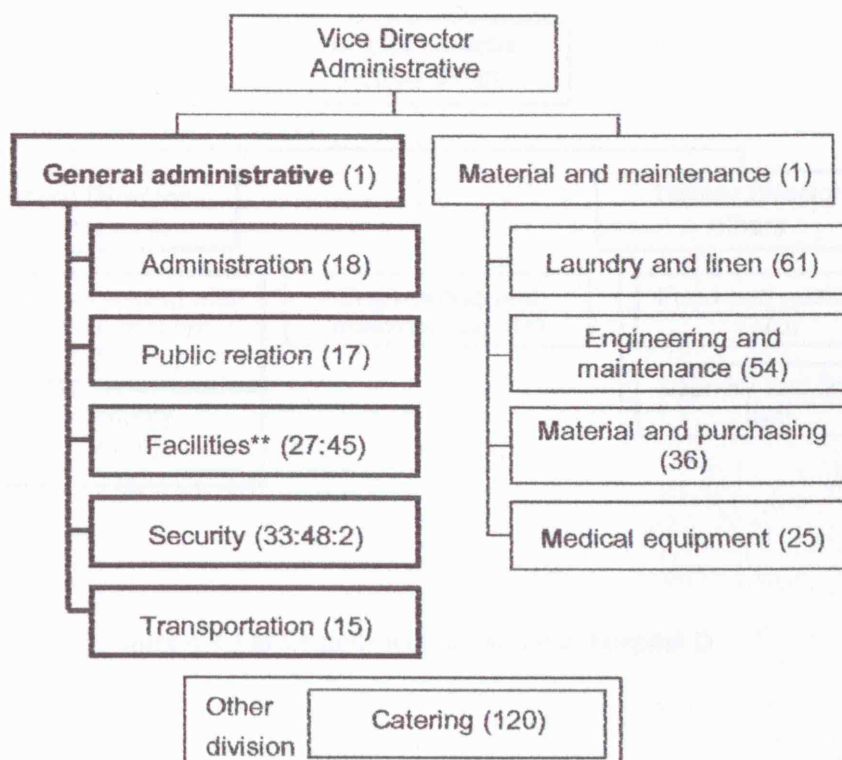 Vice Director
Administrative
General administrative (1)
Material and maintenance (1)
Administration (18)
Public relation (17)
Facilities** (27:45)
Security (33:48:2)
Transportation (15)
Laundry and linen (61)
Engineering and
maintenance (54)
Material and purchasing
(36)
Medical equipment (25)
Other
division
Catering (120)